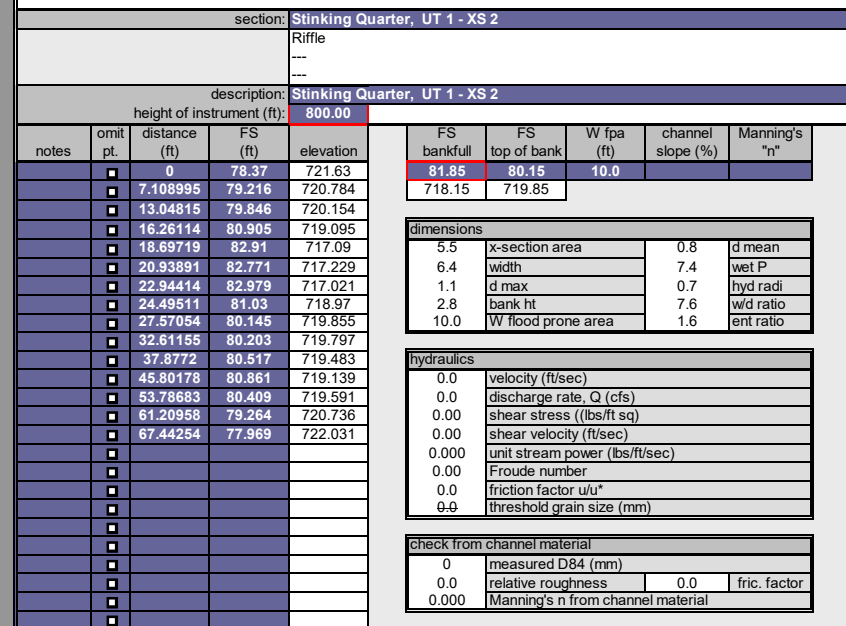 section: Stinking Quarter, UT 1 - XS 2
Riffle
---
---
description: Stinking Quarter, UT 1 - XS 2
height of instrument (ft): 800.00
omit distance FS
notes pt. (ft) (ft) elevation
0 78.37 721.63
7.108995 79.216 720.784
13.04815 79.846 720.154
16.26114 80.905 719.095
18.69719 82.91 717.09
20.93891 82.771 717.229
22.94414 82.979 717.021
24.49511 81.03 718.97
27.57054 80.145 719.855
32.61155 80.203 719.797
37.8772 80.517 719.483
45.80178 80.861 719.139
53.78683 80.409 719.591
61.20958 79.264 720.736
67.44254 77.969 722.031
FS FS W fpa channel Manning's
bankfull top of bank (ft) slope (%) "n"
81.85 80.15 10.0
718.15 719.85
dimensions
5.5 x-section area 0.8 d mean
6.4 width 7.4 wet P
1.1 d max 0.7 hyd radi
2.8 bank ht 7.6 w/d ratio
10.0 W flood prone area 1.6 ent ratio
hydraulics
0.0 velocity (ft/sec)
0.0 discharge rate, Q (cfs)
0.00 shear stress ((lbs/ft sq)
0.00 shear velocity (ft/sec)
0.000 unit stream power (lbs/ft/sec)
0.00 Froude number
0.0 friction factor u/u*
0.0 threshold grain size (mm)
check from channel material
0 measured D84 (mm)
0.0 relative roughness 0.0 fric. factor
0.000 Manning's n from channel material